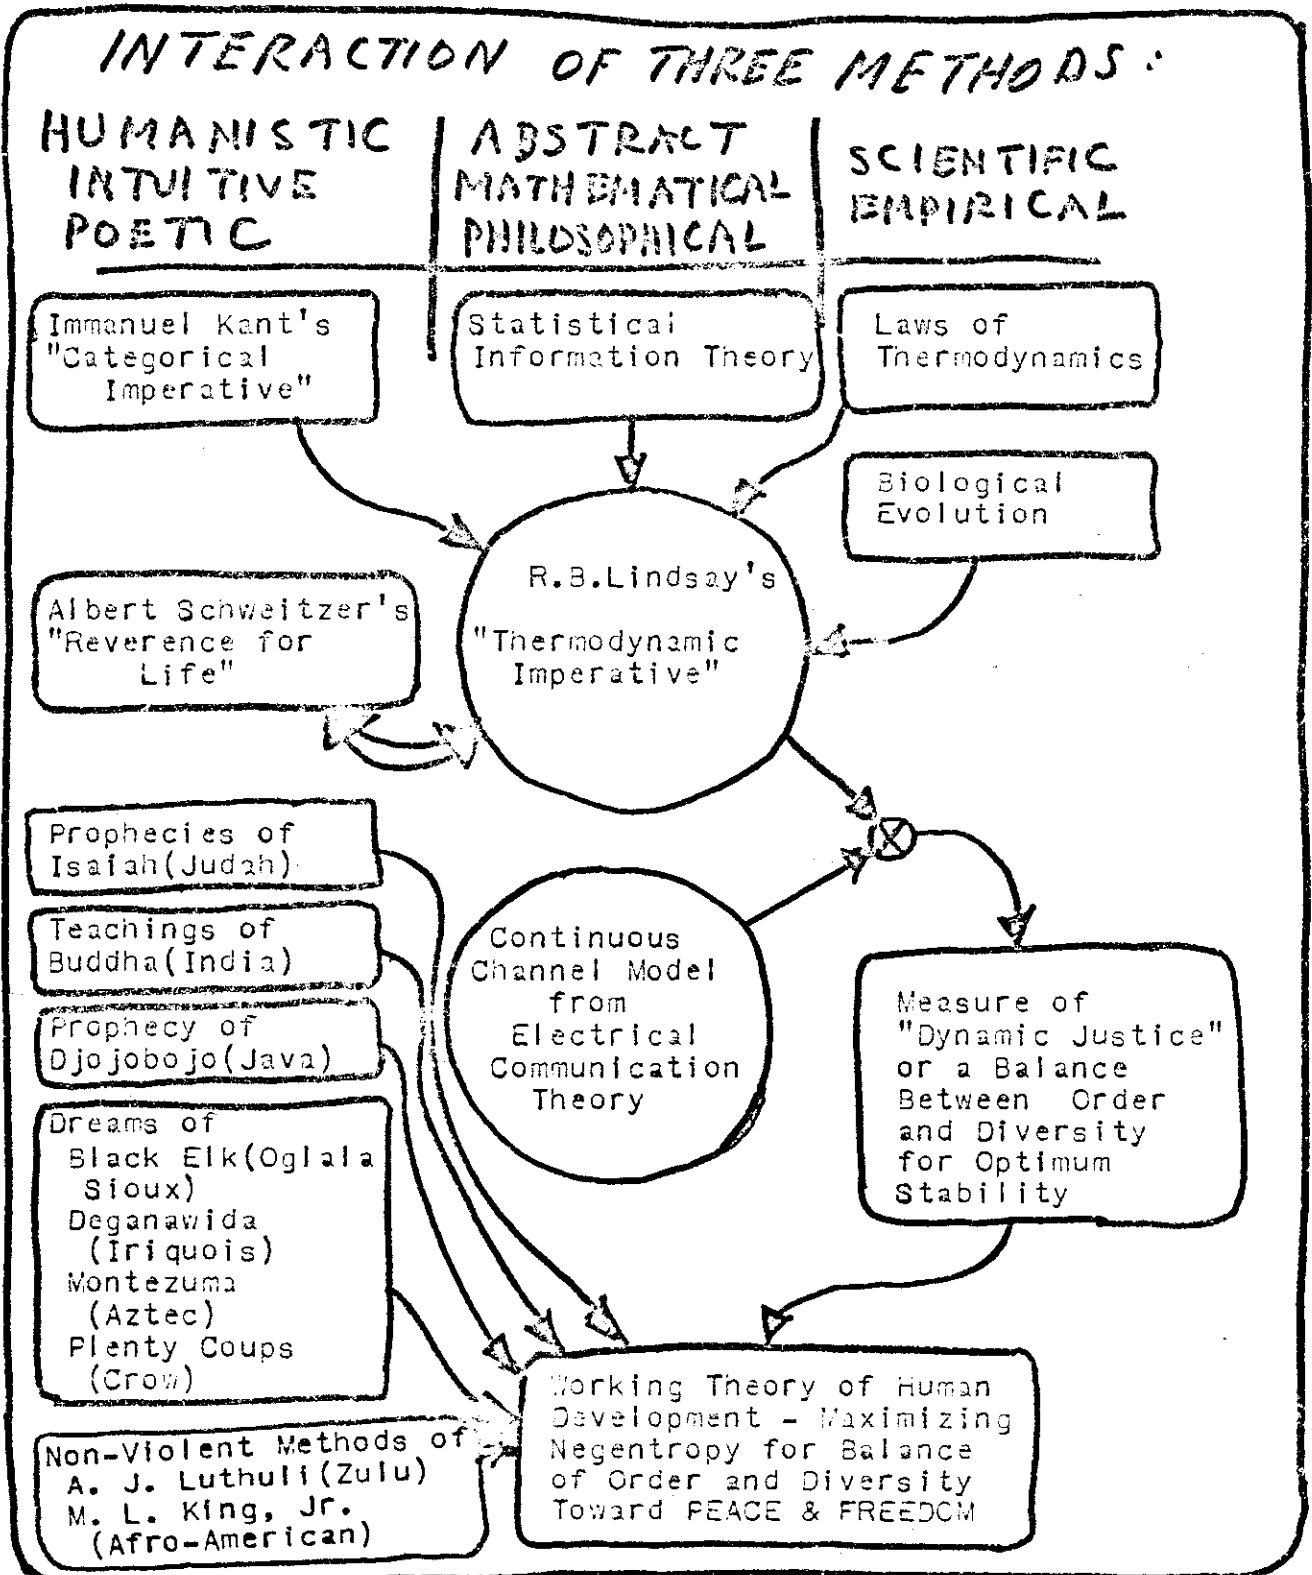 INTERACTION OF THREE METHODS:
HUMANISTIC
INTUITIVE
POETIC
ABSTRACT
MATHEMATICAL
PHILOSOPHICAL
SCIENTIFIC
EMPIRICAL
Immanuel Kant's
"Categorical
Imperative"
Statistical
Information Theory
Laws of
Thermodynamics
Biological
Evolution
R.B.Lindsay's
"Thermodynamic
Imperative"
Albert Schweitzer's
"Reverence for
Life"
Prophecies of
Isaiah(Judah)
Teachings of
Buddha(India)
Prophecy of
Djojobojo(Java)
Dreams of
Black Elk(Oglala
Sioux)
Deganawida
(Iriquois)
Montezuma
(Aztec)
Plenty Coups
(Crow)
Non-Violent Methods of
A. J. Luthuli(Zulu)
M. L. King, Jr.
(Afro-American)
Continuous
Channel Model
from
Electrical
Communication
Theory
Measure of
"Dynamic Justice"
or a Balance
Between Order
and Diversity
for Optimum
Stability
Working Theory of Human
Development - Maximizing
Negentropy for Balance
of Order and Diversity
Toward PEACE & FREEDOM